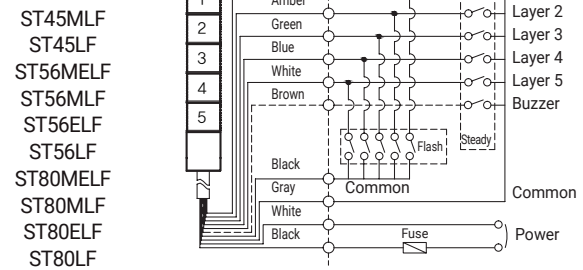 ST45MLF
ST45LF
ST56MELF
ST56MLF
ST56ELF
ST56LF
ST80MELF
ST80MLF
ST80ELF
ST80LF
1
2
3
4
5
Amber
Green
Blue
White
Brown
Black
Gray
White
Black
Flash
Steady
Common
Fuse
Layer 2
Layer 3
Layer 4
Layer 5
Buzzer
Common
Power